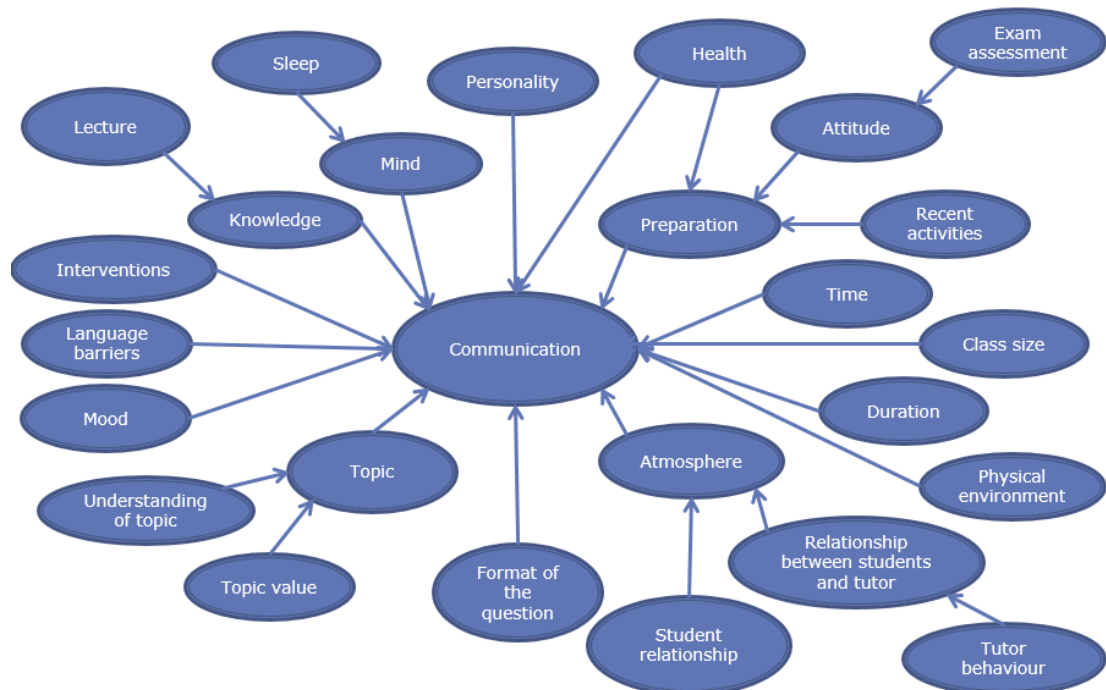 Exam
assessment
Sleep
Personality
Health
Lecture
Attitude
Mind
Knowledge
Preparation
Recent
activities
Interventions
Time
Language
barriers
Communication
Class size
Mood
Duration
Topic
Atmosphere
Understanding
of topic
Physical
environment
Topic value
Format of
the
question
Relationship
between students
and tutor
Student
relationship
Tutor
behaviour